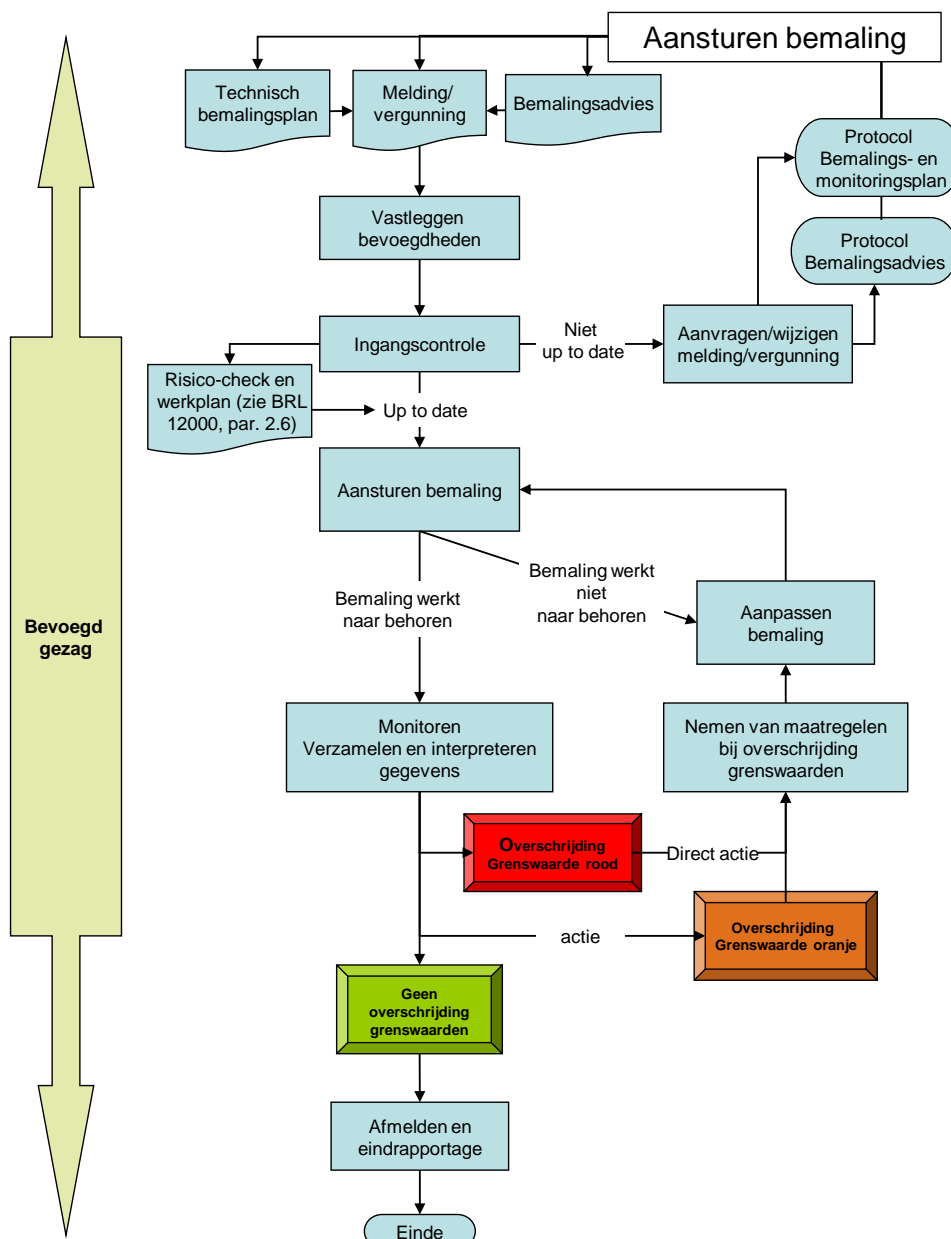 Aansturen bemaling
Technisch
bemalingsplan
Melding/
vergunning
Bemalingsadvies
Protocol
Bemalings- en
monitoringsplan
Vastleggen
bevoegdheden
Protocol
Bemalingsadvies
Ingangscontrole
Niet
up to date
Aanvragen/wijzigen
melding/vergunning
Risico-check en
werkplan (zie BRL
12000, par. 2.6)
Up to date
Aansturen bemaling
Bemaling werkt
naar behoren
Bemaling werkt
niet
naar behoren
Aanpassen
bemaling
Bevoegd
gezag
Monitoren
Verzamelen en interpreteren
gegevens
Nemen van maatregelen
bij overschrijding
grenswaarden
Overschrijding
Grenswaarde rood
Direct actie
actie
Overschrijding
Grenswaarde oranje
Geen
overschrijding
grenswaarden
Afmelden en
eindrapportage
Einde